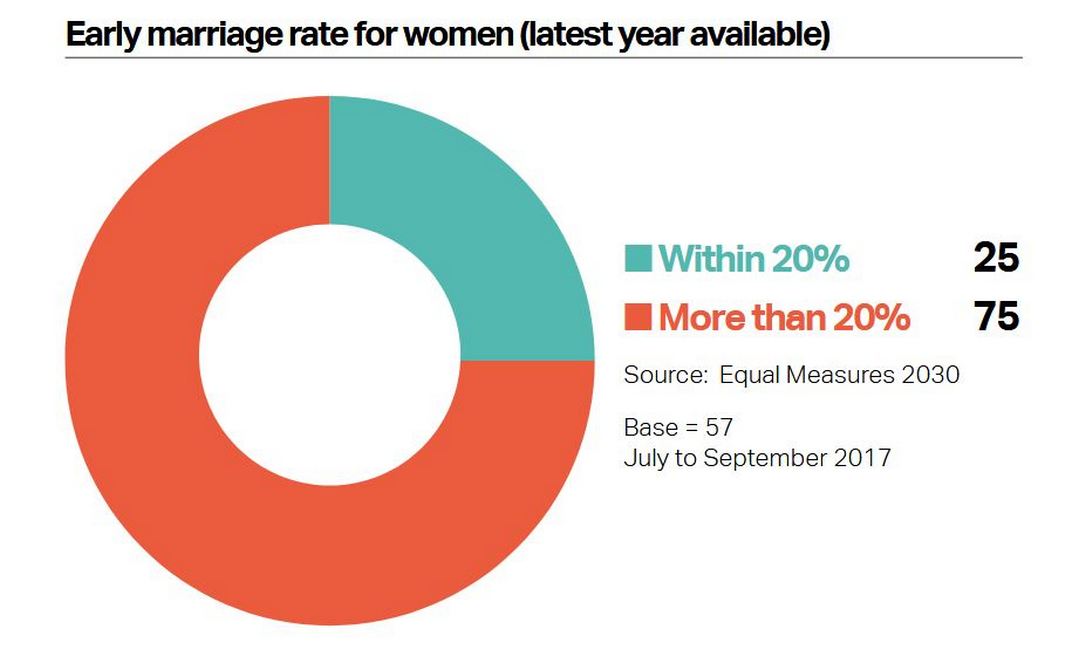 Early marriage rate for women (latest year available)
Within 20% 25
More than 20% 75
Source: Equal Measures 2030
Base = 57
July to September 2017